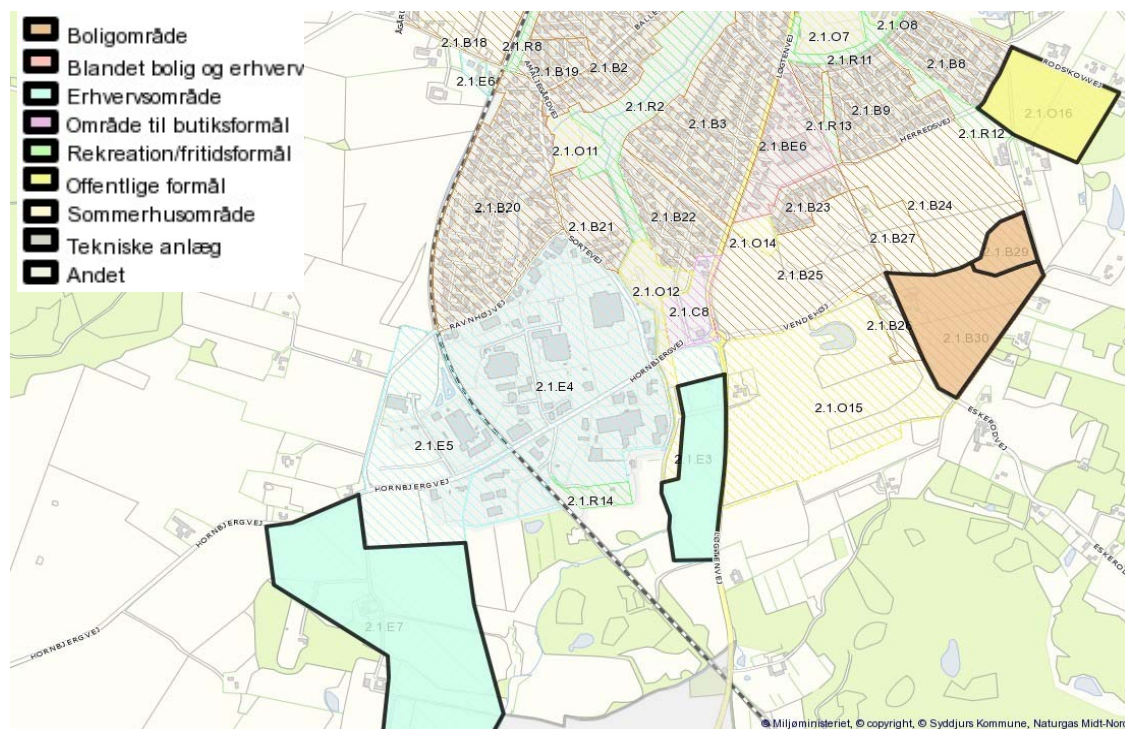 Boligområde
Blandet bolig og erhverv
Erhvervsområde
Område til butiksformål
Rekreation/fritidsformål
Offentlige formål
Sommerhusområde
Tekniske anlæg
Andet
2.1.B18
2.1.R8
2.1.E6
2.1.B19
2.1.B2
LØGTENVEJ
2.1.O7
2.1.O8
2.1.R11
2.1.B8
RODSKOVVEJ
2.1.O16
2.1.R2
2.1.B3
2.1.B9
2.1.R13
2.1.BE6
HERREDSVEJ
2.1.R12
2.1.O11
2.1.B20
2.1.B21
2.1.B22
2.1.B23
2.1.B24
2.1.O14
2.1.B27
2.1.B29
SORTEVEJ
2.1.B25
2.1.O12
2.1.C8
RAVNHØJVEJ
VENDEHØJ
2.1.B26
2.1.B30
HORNBJERGVEJ
2.1.E4
2.1.O15
ESKERODVEJ
2.1.E5
2.1.E3
HORNBJERGVEJ
2.1.R14
HORNBJERGVEJ
2.1.E7
HORNBJERGVEJ
© Miljøministeriet, © copyright, © Syddjurs Kommune, Naturgas Midt-Nord